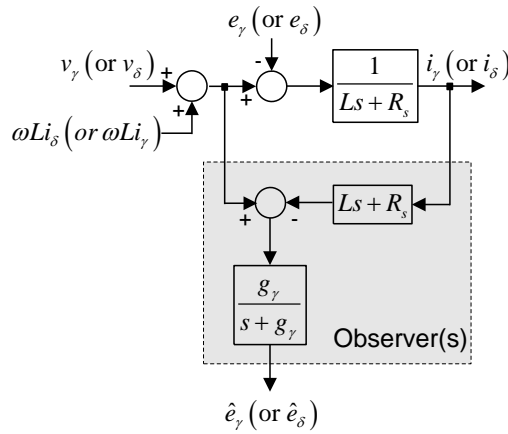 e_γ (or e_δ)
v_γ (or v_δ)
+
+
-
+
1
Ls + R_s
i_γ (or i_δ)
ωLi_δ (or ωLi_γ)
+
-
Ls + R_s
g_γ
s + g_γ
Observer(s)
ê_γ (or ê_δ)